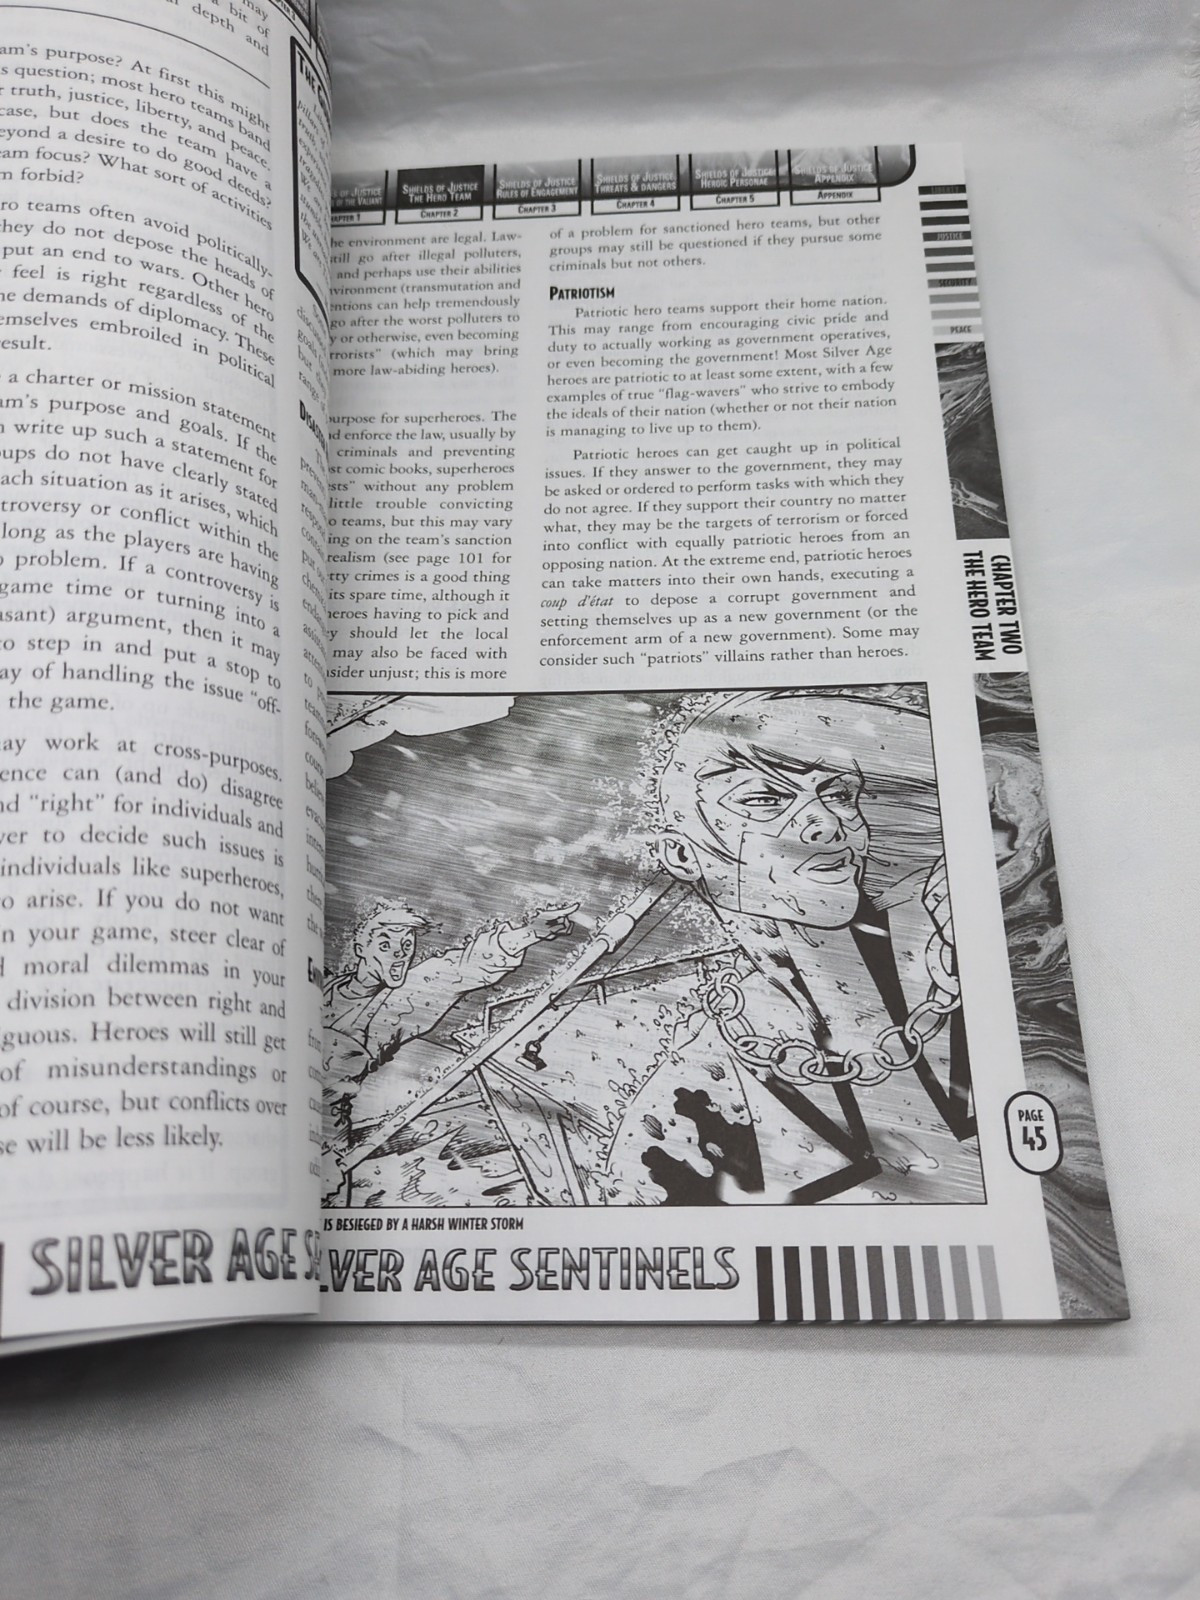 may
bit of
depth and
am's purpose? At first this might
s question; most hero teams band
r truth, justice, liberty, and peace.
case, but does the team have a
eyond a desire to do good deeds?
eam focus? What sort of activities
m forbid?
ro teams often avoid politically-
they do not depose the heads of
put an end to wars. Other hero
feel is right regardless of the
he demands of diplomacy. These
emselves embroiled in political
result.
a charter or mission statement
am's purpose and goals. If the
n write up such a statement for
ups do not have clearly stated
ach situation as it arises, which
troversy or conflict within the
long as the players are having
o problem. If a controversy is
game time or turning into a
asant) argument, then it may
to step in and put a stop to
ay of handling the issue "off-
the game.
ay work at cross-purposes.
ence can (and do) disagree
nd "right" for individuals and
ver to decide such issues is
individuals like superheroes,
o arise. If you do not want
n your game, steer clear of
d moral dilemmas in your
division between right and
guous. Heroes will still get
of misunderstandings or
of course, but conflicts over
se will be less likely.
SILVER AGE S
SHIELDS OF JUSTICE
THE HERO TEAM
CHAPTER 2
SHIELDS OF JUSTICE
RULES OF ENGAGEMENT
CHAPTER 3
SHIELDS OF JUSTICE
THREATS & DANGERS
CHAPTER 4
SHIELDS OF JUSTICE
HEROIC PERSONAE
CHAPTER 5
SHIELDS OF JUSTICE
APPENDIX
APPENDIX
he environment are legal. Law-
till go after illegal polluters,
and perhaps use their abilities
vironment (transmutation and
entions can help tremendously
go after the worst polluters to
y or otherwise, even becoming
rrorists" (which may bring
more law-abiding heroes).
urpose for superheroes. The
nd enforce the law, usually by
criminals and preventing
st comic books, superheroes
sts" without any problem
little trouble convicting
o teams, but this may vary
ing on the team's sanction
realism (see page 101 for
tty crimes is a good thing
its spare time, although it
heroes having to pick and
ey should let the local
may also be faced with
nsider unjust; this is more
of a problem for sanctioned hero teams, but other
groups may still be questioned if they pursue some
criminals but not others.
PATRIOTISM
Patriotic hero teams support their home nation.
This may range from encouraging civic pride and
duty to actually working as government operatives,
or even becoming the government! Most Silver Age
heroes are patriotic to at least some extent, with a few
examples of true "flag-wavers" who strive to embody
the ideals of their nation (whether or not their nation
is managing to live up to them).
Patriotic heroes can get caught up in political
issues. If they answer to the government, they may
be asked or ordered to perform tasks with which they
do not agree. If they support their country no matter
what, they may be the targets of terrorism or forced
into conflict with equally patriotic heroes from an
opposing nation. At the extreme end, patriotic heroes
can take matters into their own hands, executing a
coup d'état to depose a corrupt government and
setting themselves up as a new government (or the
enforcement arm of a new government). Some may
consider such "patriots" villains rather than heroes.
IS BESIEGED BY A HARSH WINTER STORM
LVER AGE SENTINELS
LIBERTY
JUSTICE
SECURITY
PEACE
CHAPTER TWO
THE HERO TEAM
PAGE
45